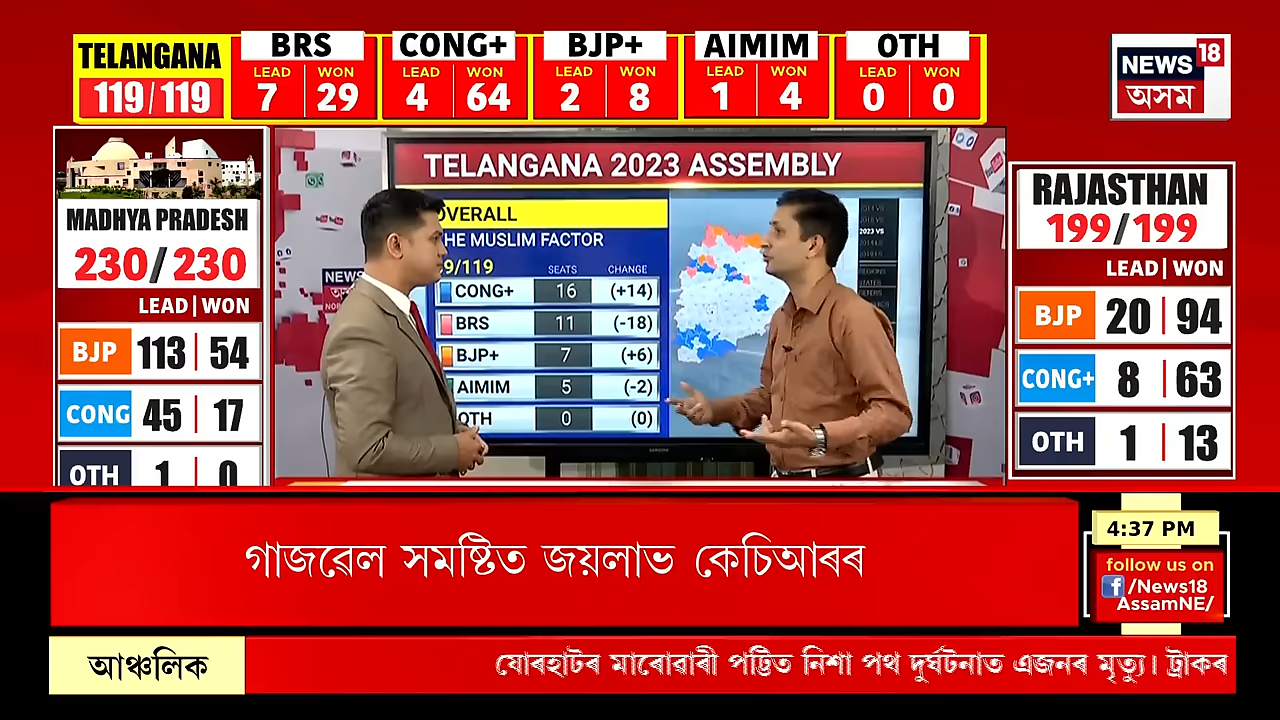 TELANGANA
119/119
BRS
LEAD WON
7 29
CONG+
LEAD WON
4 64
BJP+
LEAD WON
2 8
AIMIM
LEAD WON
1 4
OTH
LEAD WON
0 0
NEWS 18
অসম
MADHYA PRADESH
230/230
LEAD | WON
BJP 113 54
CONG 45 17
OTH 1 0
TELANGANA 2023 ASSEMBLY
OVERALL
THE MUSLIM FACTOR
9/119 SEATS CHANGE
CONG+ 16 (+14)
BRS 11 (-18)
BJP+ 7 (+6)
AIMIM 5 (-2)
OTH 0 (0)
2023 VS
NEWS
RAJASTHAN
199/199
LEAD | WON
BJP 20 94
CONG+ 8 63
OTH 1 13
গাজৱেল সমষ্টিত জয়লাভ কেচিআৰৰ
4:37 PM
follow us on
/News18
AssamNE/
আঞ্চলিক
যোৰহাটৰ মাৰোৱাৰী পট্টিত নিশা পথ দুৰ্ঘটনাত এজনৰ মৃত্যু। ট্ৰাকৰ